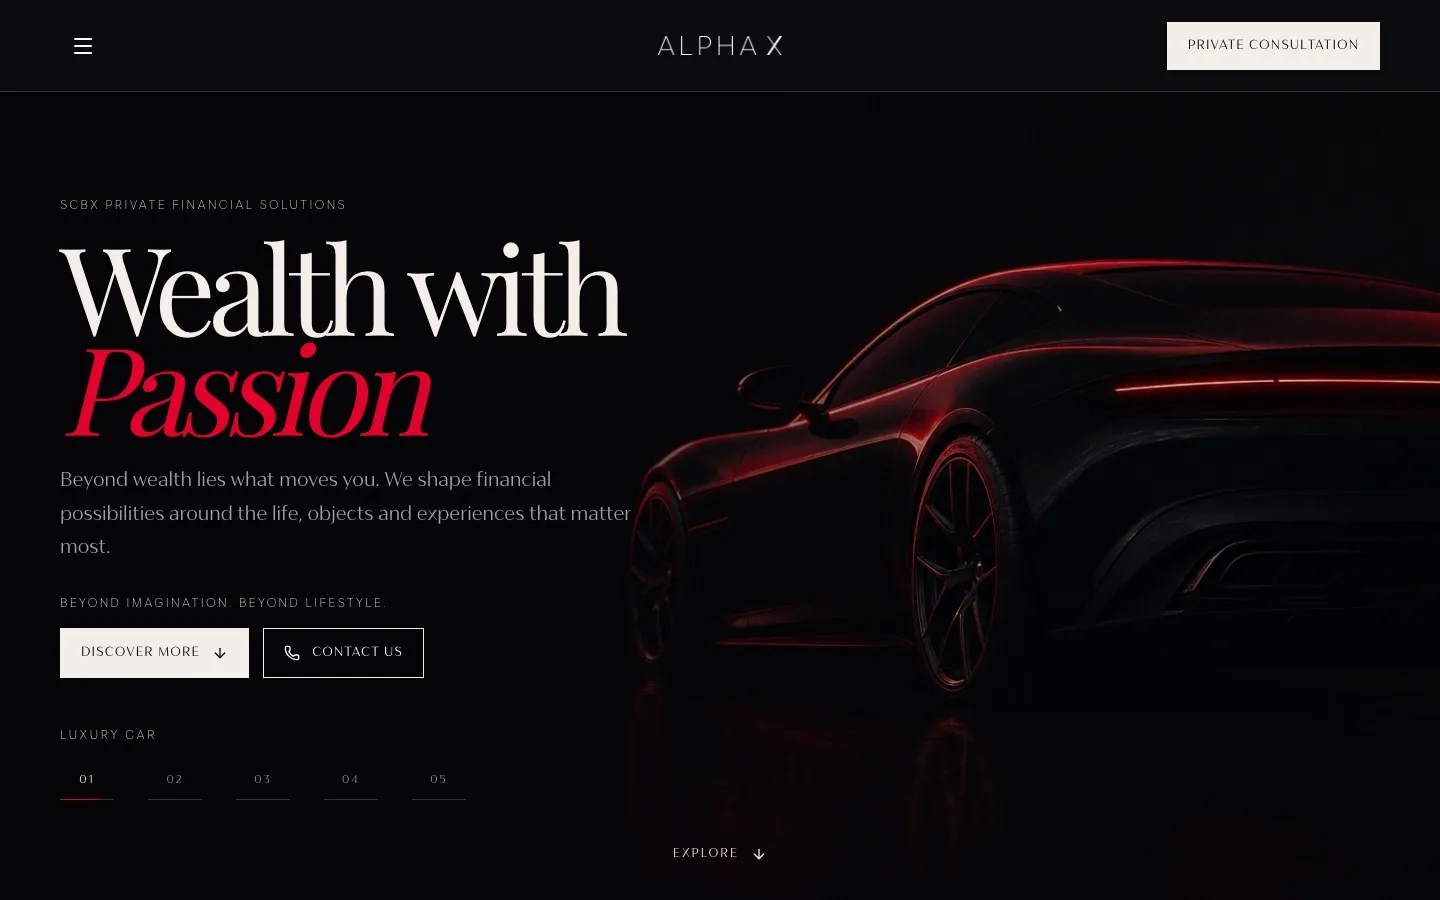 ALPHA X
PRIVATE CONSULTATION
SCBX PRIVATE FINANCIAL SOLUTIONS
Wealth with
Passion
Beyond wealth lies what moves you. We shape financial
possibilities around the life, objects and experiences that matter
most.
BEYOND IMAGINATION. BEYOND LIFESTYLE.
DISCOVER MORE
CONTACT US
LUXURY CAR
01 02 03 04 05
EXPLORE